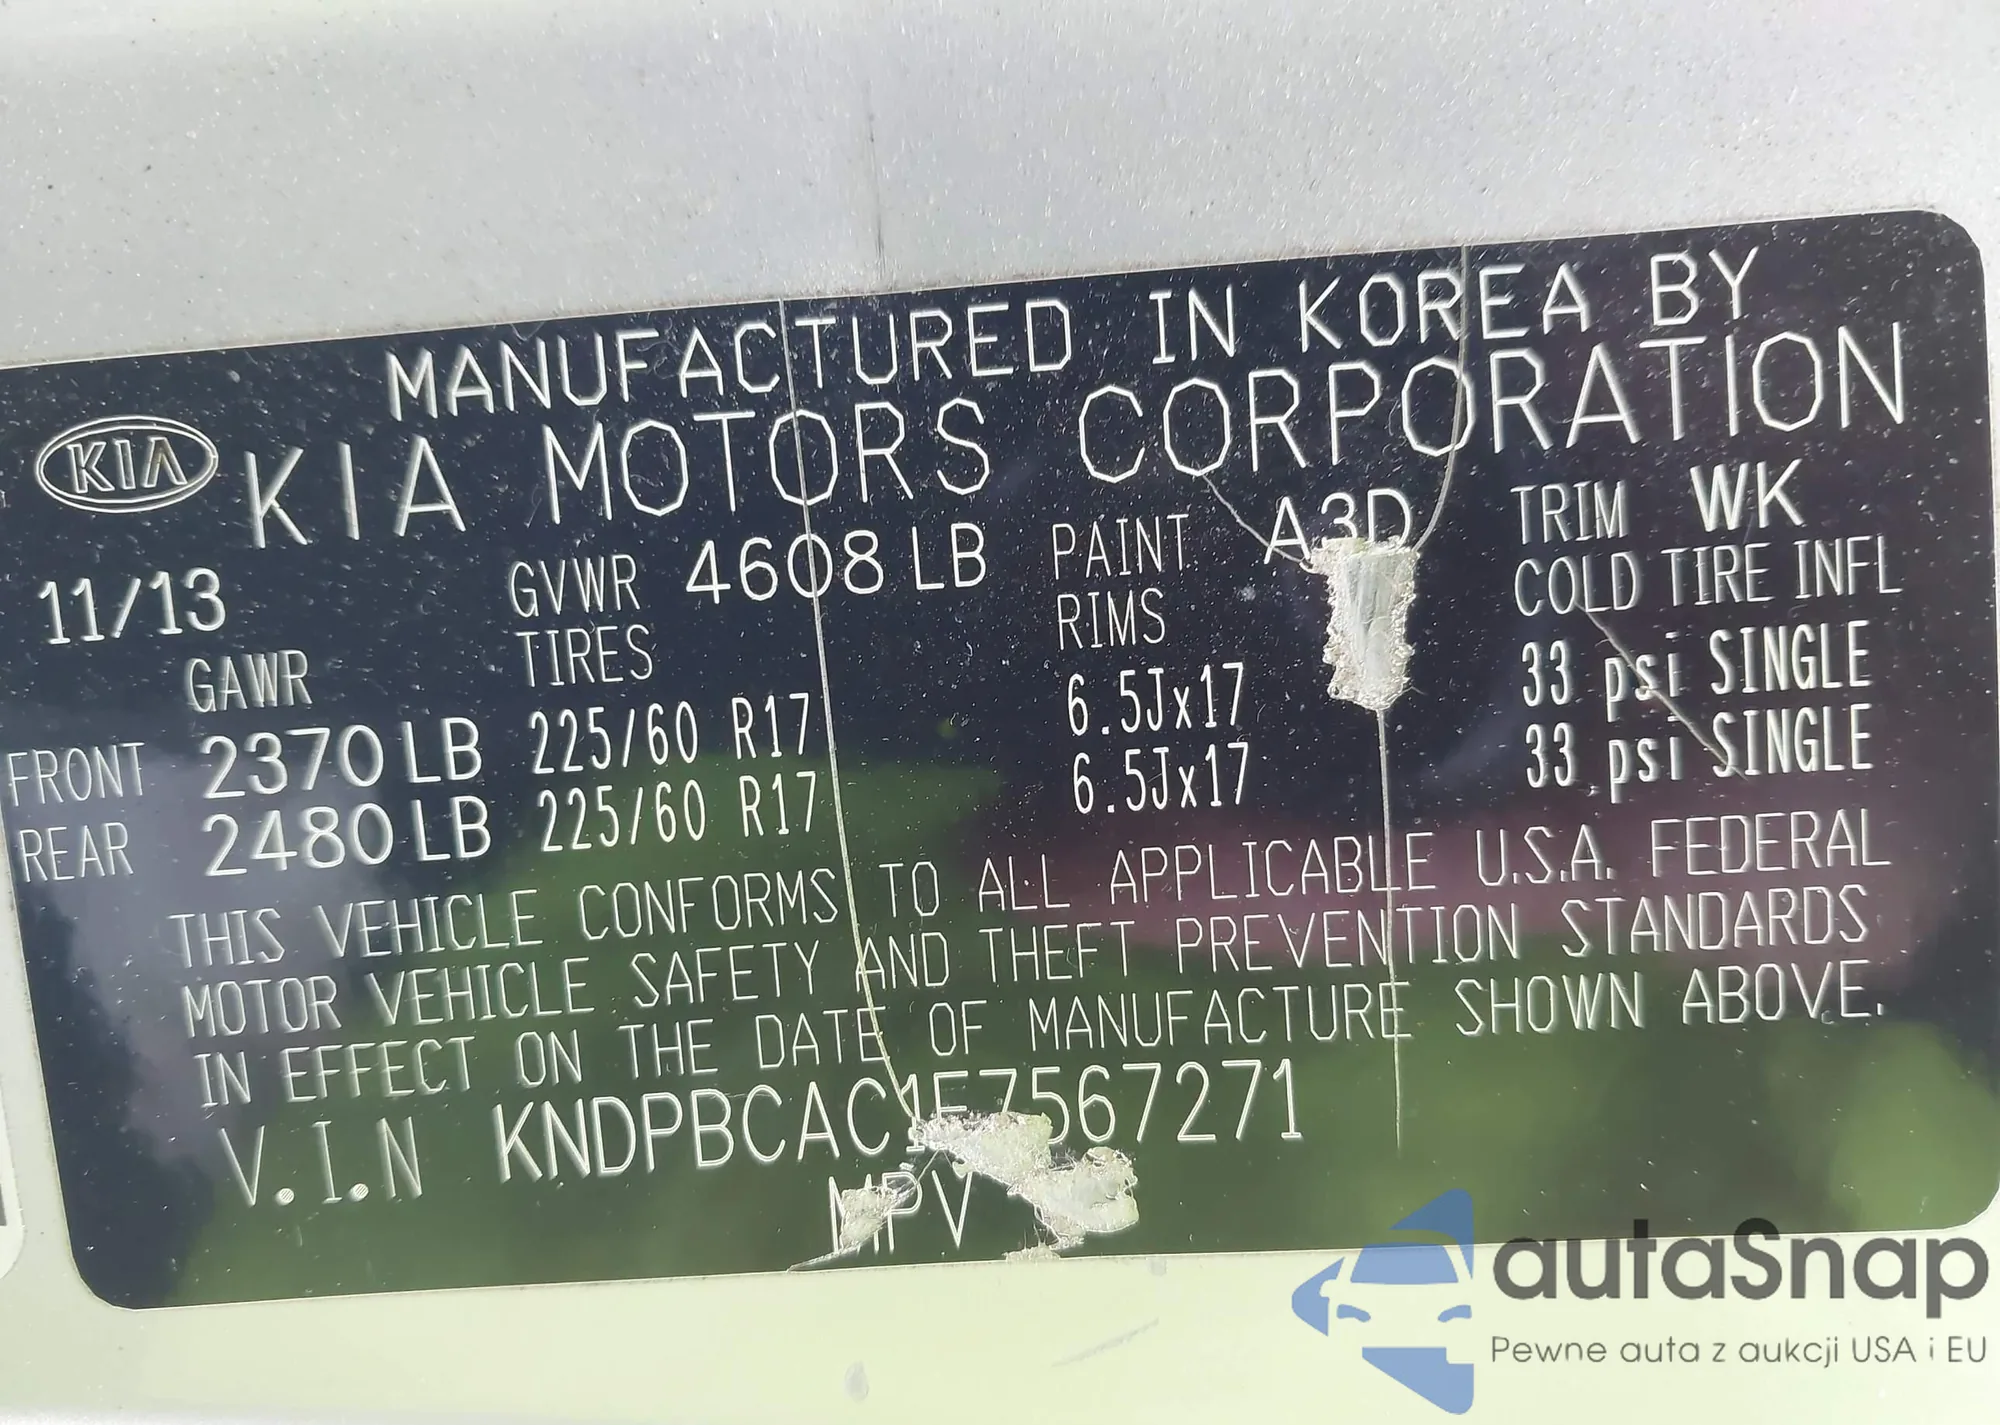 MANUFACTURED IN KOREA BY
KIA KIA MOTORS CORPORATION
11/13 GVWR 4608 LB PAINT A3D TRIM WK
GAWR TIRES RIMS COLD TIRE INFL
FRONT 2370 LB 225/60 R17 6.5Jx17 33 psi SINGLE
REAR 2480 LB 225/60 R17 6.5Jx17 33 psi SINGLE
THIS VEHICLE CONFORMS TO ALL APPLICABLE U.S.A. FEDERAL
MOTOR VEHICLE SAFETY AND THEFT PREVENTION STANDARDS
IN EFFECT ON THE DATE OF MANUFACTURE SHOWN ABOVE.
V.I.N KNDPBCAC1E7567271
MPV
autaSnap
Pewne auta z aukcji USA i EU